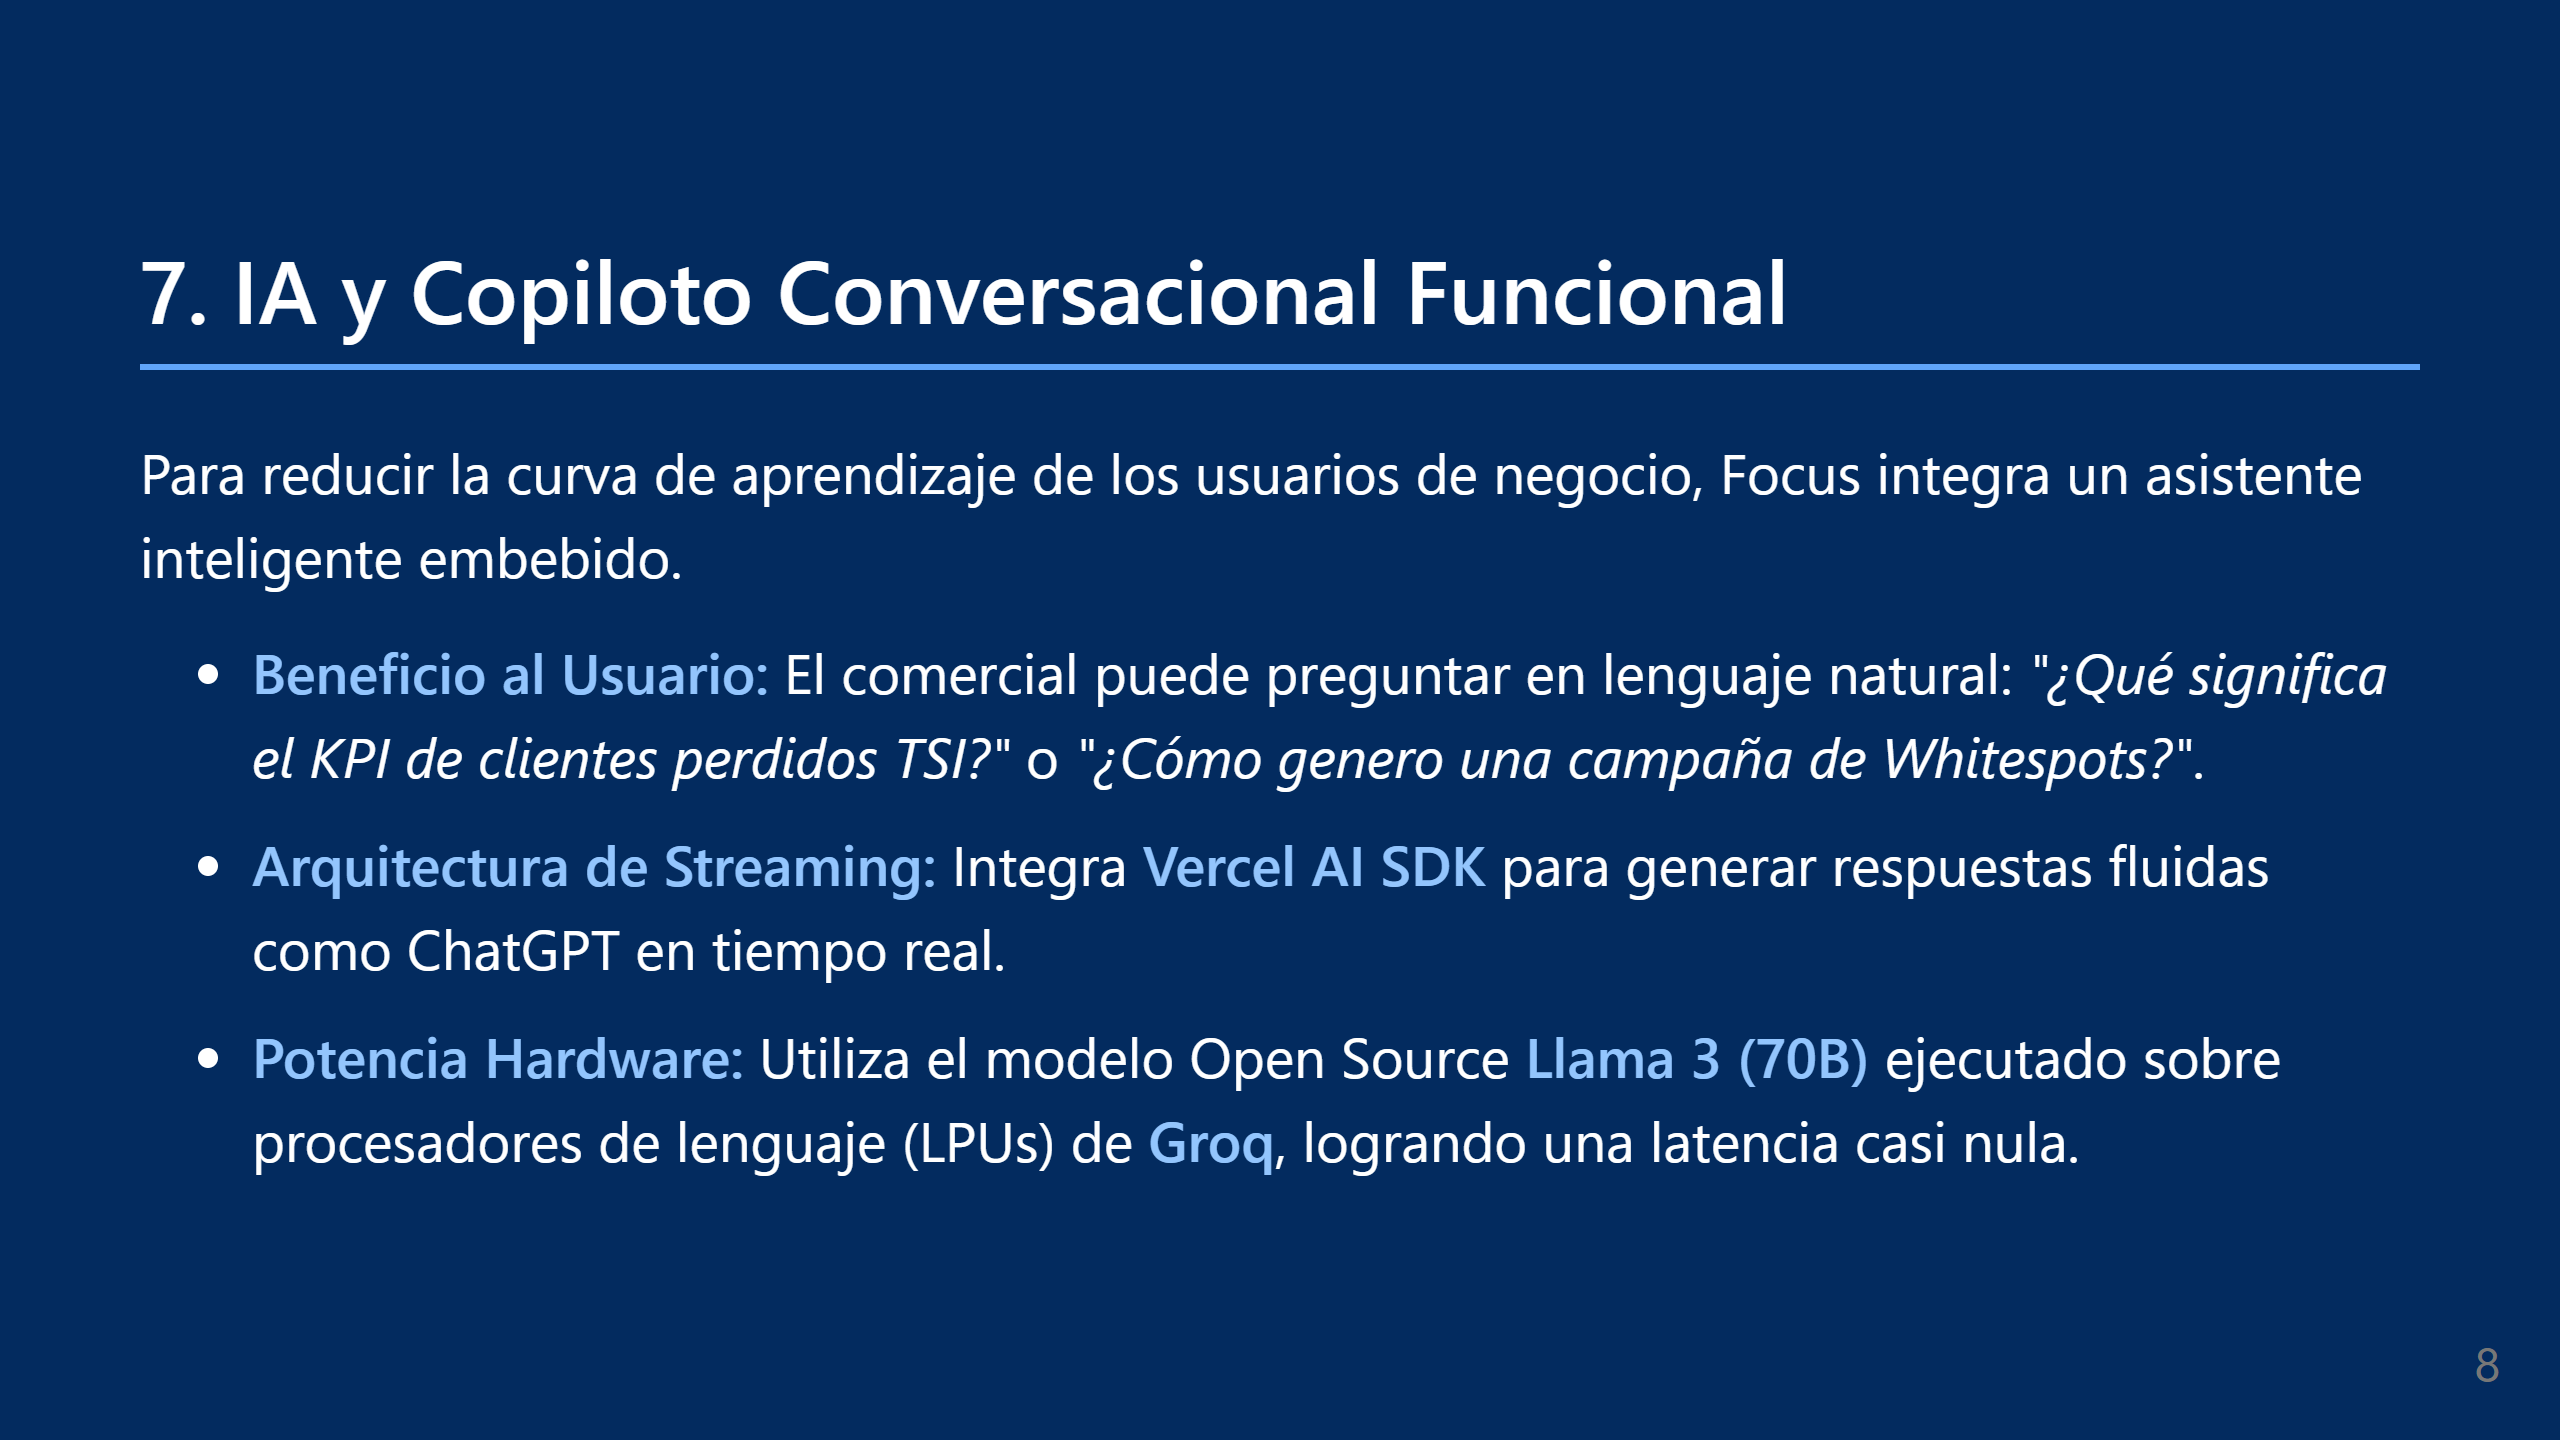 7. IA y Copiloto Conversacional Funcional
Para reducir la curva de aprendizaje de los usuarios de negocio, Focus integra un asistente
inteligente embebido.
• Beneficio al Usuario: El comercial puede preguntar en lenguaje natural: "¿Qué significa
el KPI de clientes perdidos TSI?" o "¿Cómo genero una campaña de Whitespots?".
• Arquitectura de Streaming: Integra Vercel AI SDK para generar respuestas fluidas
como ChatGPT en tiempo real.
• Potencia Hardware: Utiliza el modelo Open Source Llama 3 (70B) ejecutado sobre
procesadores de lenguaje (LPUs) de Groq, logrando una latencia casi nula.
8